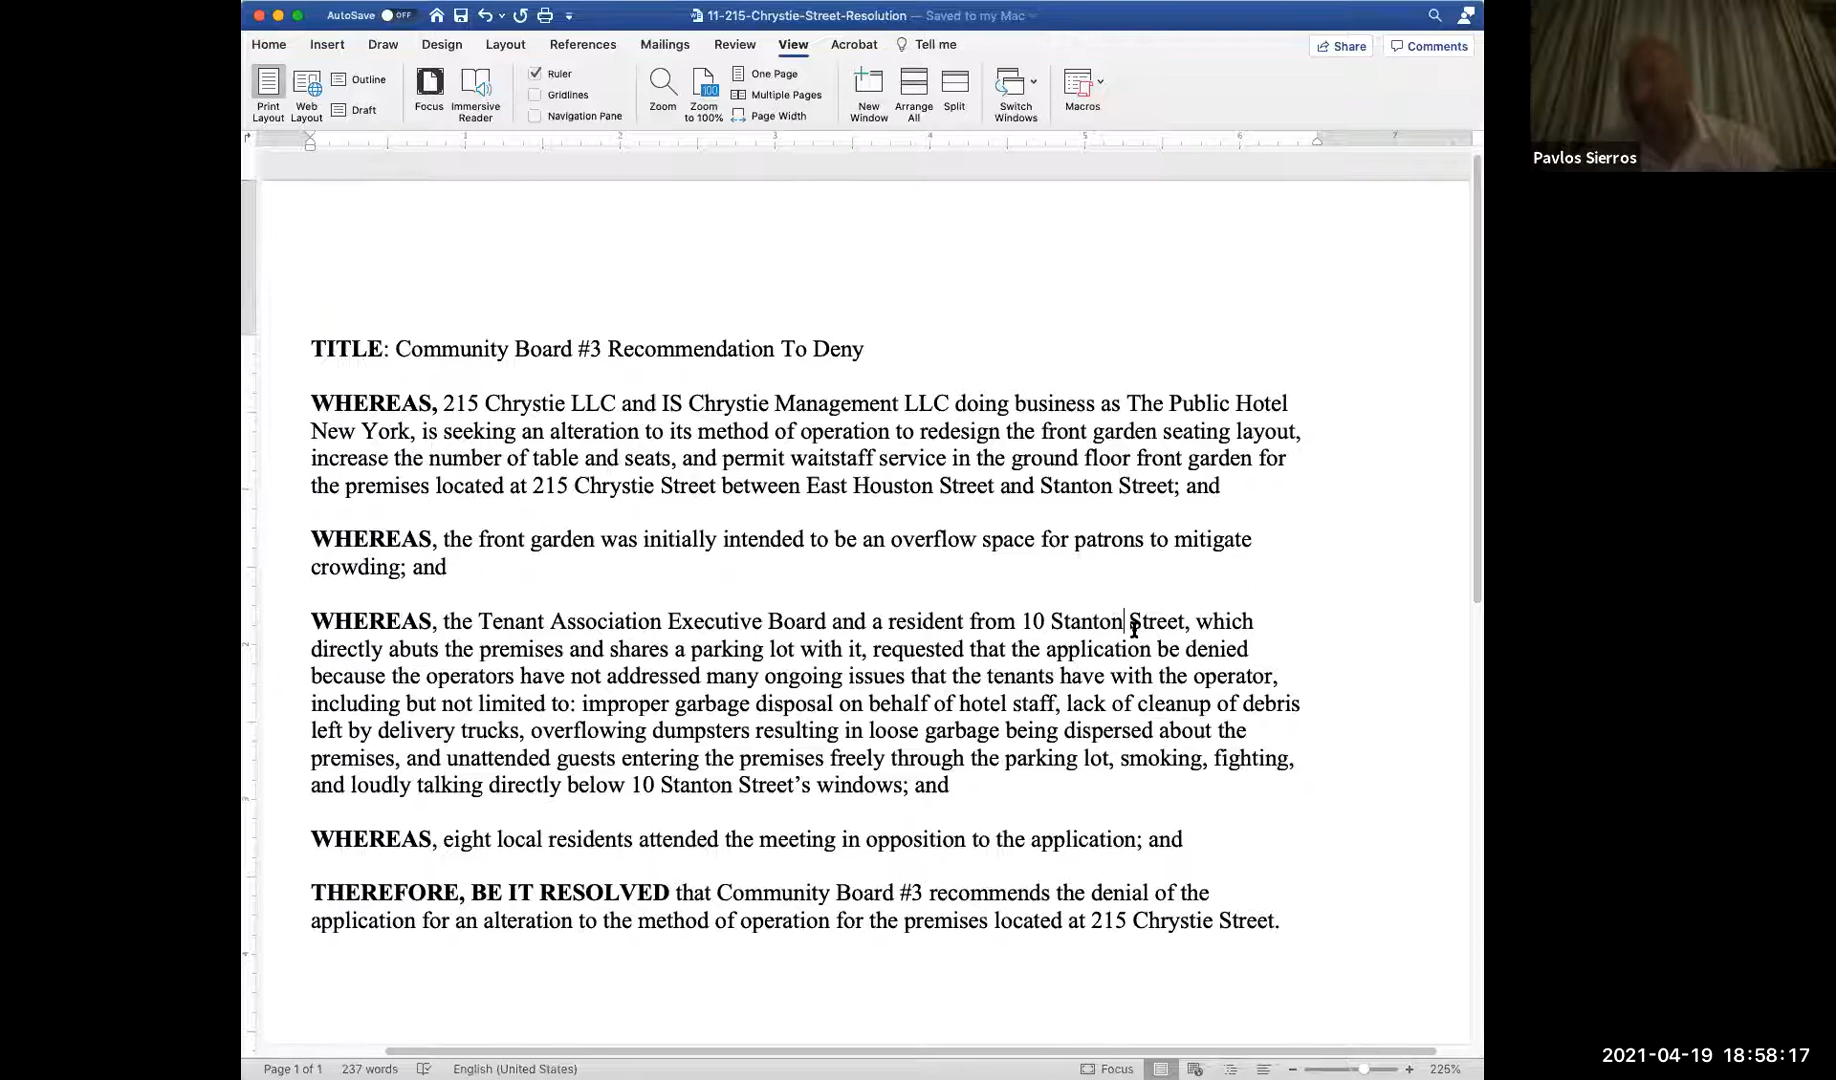 AutoSave OFF
11-215-Chrystie-Street-Resolution — Saved to my Mac
Home Insert Draw Design Layout References Mailings Review View Acrobat Tell me
Share Comments
Print Layout
Web Layout
Outline
Draft
Focus
Immersive Reader
Ruler
Gridlines
Navigation Pane
Zoom
100
Zoom to 100%
One Page
Multiple Pages
Page Width
New Window
Arrange All
Split
Switch Windows
Macros
1 2 3 4 5 6 7
TITLE: Community Board #3 Recommendation To Deny
WHEREAS, 215 Chrystie LLC and IS Chrystie Management LLC doing business as The Public Hotel
New York, is seeking an alteration to its method of operation to redesign the front garden seating layout,
increase the number of table and seats, and permit waitstaff service in the ground floor front garden for
the premises located at 215 Chrystie Street between East Houston Street and Stanton Street; and
WHEREAS, the front garden was initially intended to be an overflow space for patrons to mitigate
crowding; and
WHEREAS, the Tenant Association Executive Board and a resident from 10 Stanton Street, which
directly abuts the premises and shares a parking lot with it, requested that the application be denied
because the operators have not addressed many ongoing issues that the tenants have with the operator,
including but not limited to: improper garbage disposal on behalf of hotel staff, lack of cleanup of debris
left by delivery trucks, overflowing dumpsters resulting in loose garbage being dispersed about the
premises, and unattended guests entering the premises freely through the parking lot, smoking, fighting,
and loudly talking directly below 10 Stanton Street’s windows; and
WHEREAS, eight local residents attended the meeting in opposition to the application; and
THEREFORE, BE IT RESOLVED that Community Board #3 recommends the denial of the
application for an alteration to the method of operation for the premises located at 215 Chrystie Street.
Page 1 of 1 237 words English (United States) Focus 225%
Pavlos Sierros
2021-04-19 18:58:17